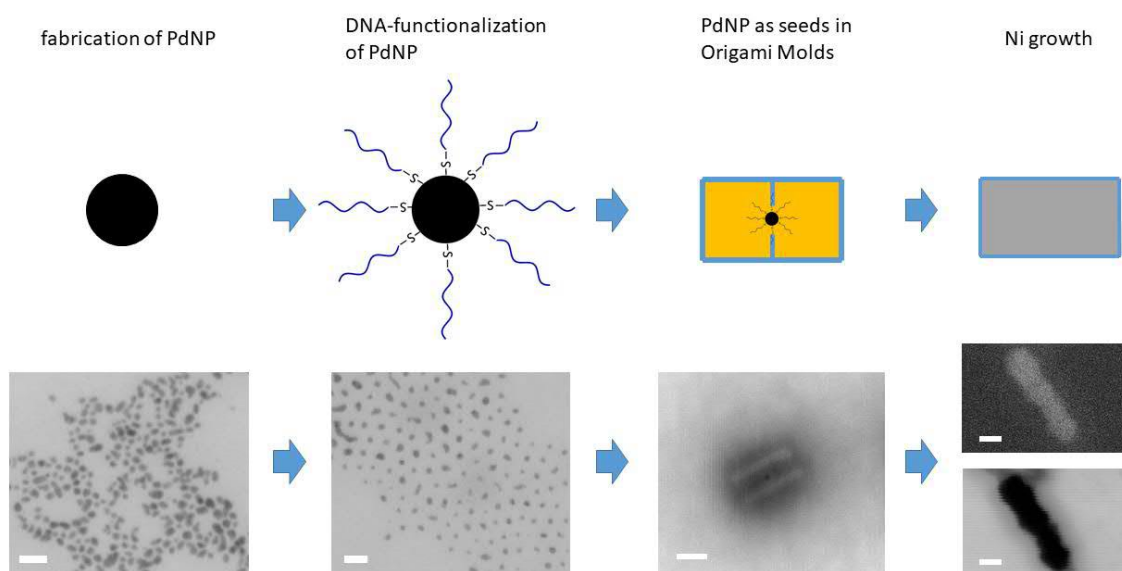 fabrication of PdNP
DNA-functionalization
of PdNP
PdNP as seeds in
Origami Molds
Ni growth
S
S
S
S
S
S
S
S